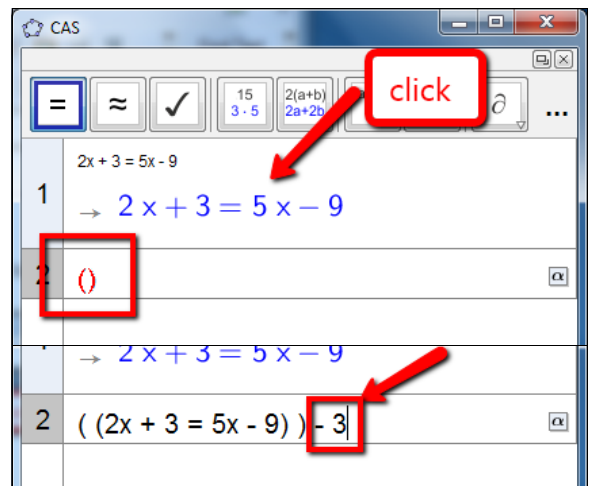 CAS
= ≈ ✓ 15 2(a+b) click ∂ ...
3 · 5 2a+2b
2x + 3 = 5x - 9
1 → 2 x + 3 = 5 x − 9
2 () α
→ 2 x + 3 = 5 x − 9
2 ( (2x + 3 = 5x - 9) ) - 3 α